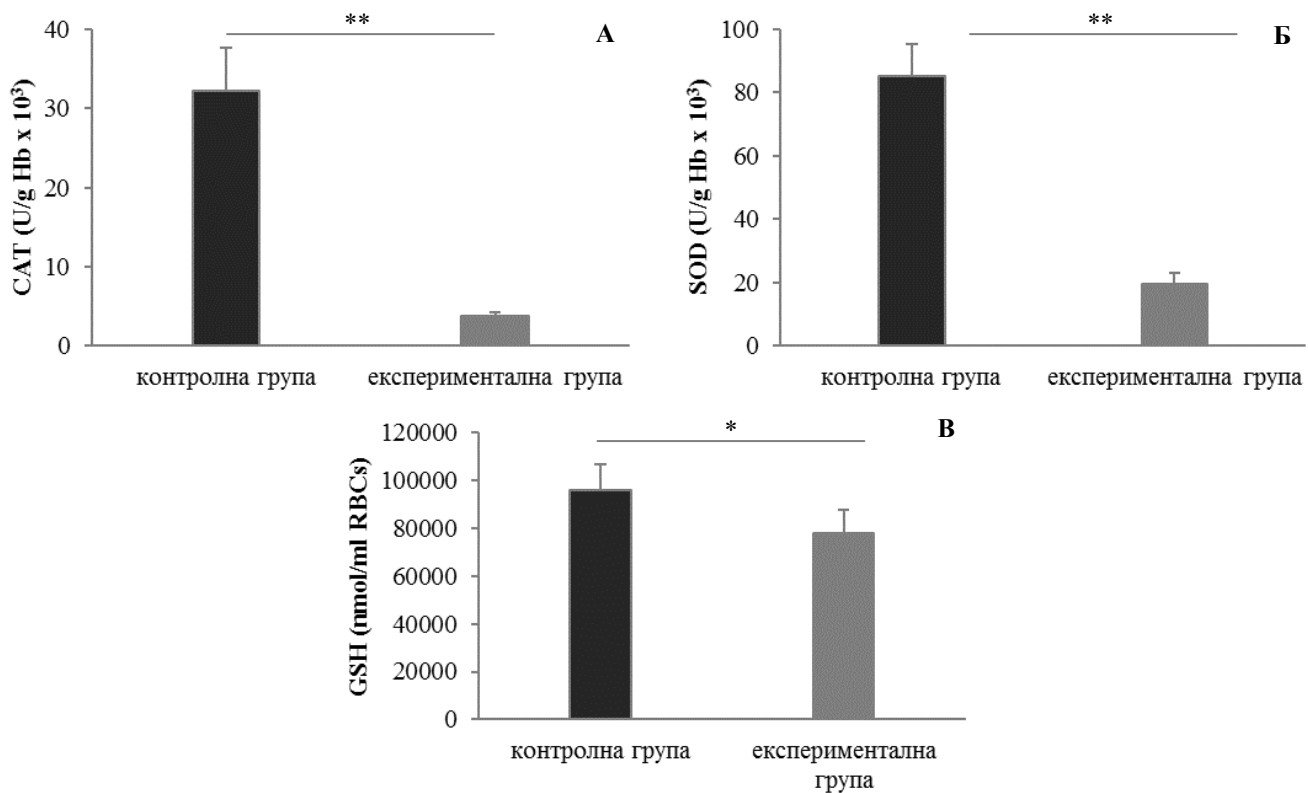 **
А
CAT (U/g Hb x 10³)
40
30
20
10
0
контролна група
експериментална група
**
Б
SOD (U/g Hb x 10³)
100
80
60
40
20
0
контролна група
експериментална група
*
В
GSH (nmol/ml RBCs)
120000
100000
80000
60000
40000
20000
0
контролна група
експериментална
група